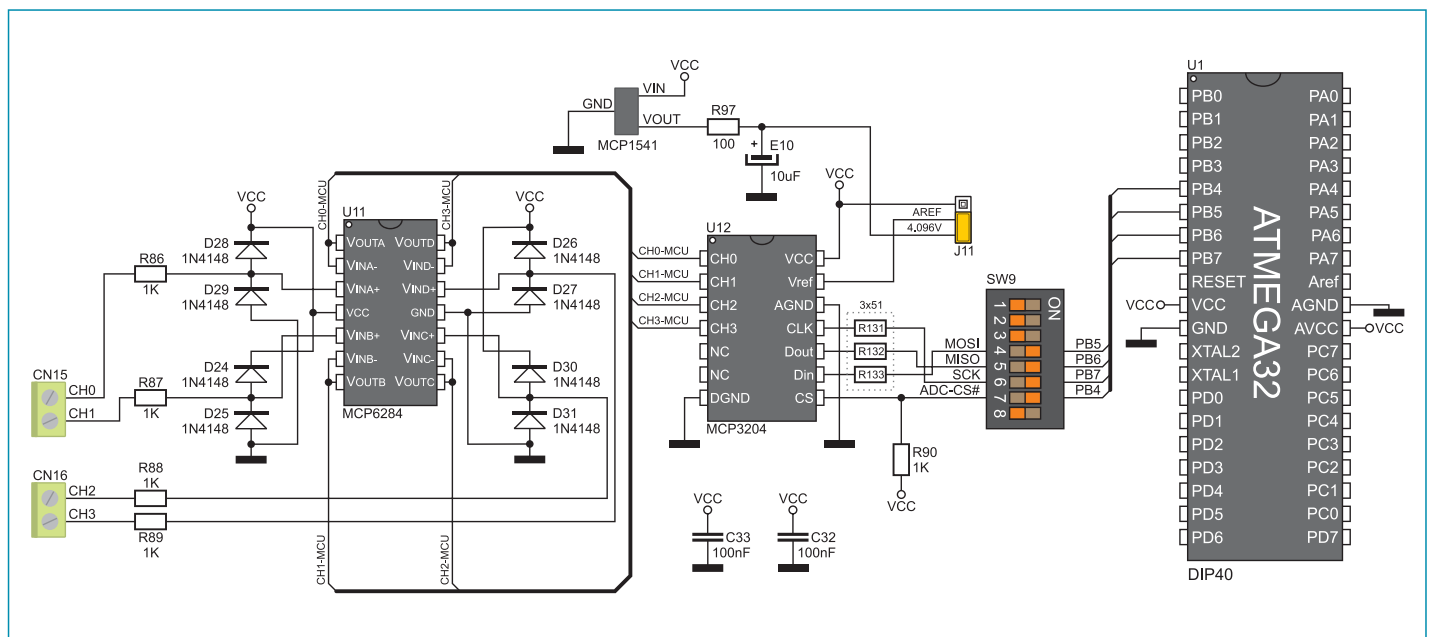 VCC
VIN
GND
VOUT
MCP1541
R97
100
+
E10
10uF
VCC
AREF
4.096V
J11
CH0-MCU
CH3-MCU
CH1-MCU
CH2-MCU
VCC
D28
1N4148
D29
1N4148
D24
1N4148
D25
1N4148
R86
1K
R87
1K
CN15
CH0
CH1
CN16
CH2
CH3
R88
1K
R89
1K
U11
VOUTA
VINA-
VINA+
VCC
VINB+
VINB-
VOUTB
VOUTD
VIND-
VIND+
GND
VINC+
VINC-
VOUTC
MCP6284
VCC
D26
1N4148
D27
1N4148
D30
1N4148
D31
1N4148
CH0-MCU
CH1-MCU
CH2-MCU
CH3-MCU
U12
CH0
CH1
CH2
CH3
NC
NC
DGND
VCC
Vref
AGND
CLK
Dout
Din
CS
MCP3204
3x51
R131
R132
R133
MOSI
MISO
SCK
ADC-CS#
R90
1K
VCC
VCC
C33
100nF
VCC
C32
100nF
SW9
ON
1
2
3
4
5
6
7
8
PB5
PB6
PB7
PB4
U1
PB0
PB1
PB2
PB3
PB4
PB5
PB6
PB7
RESET
VCC
GND
XTAL2
XTAL1
PD0
PD1
PD2
PD3
PD4
PD5
PD6
ATMEGA32
PA0
PA1
PA2
PA3
PA4
PA5
PA6
PA7
Aref
AGND
AVCC
PC7
PC6
PC5
PC4
PC3
PC2
PC1
PC0
PD7
VCC
VCC
DIP40